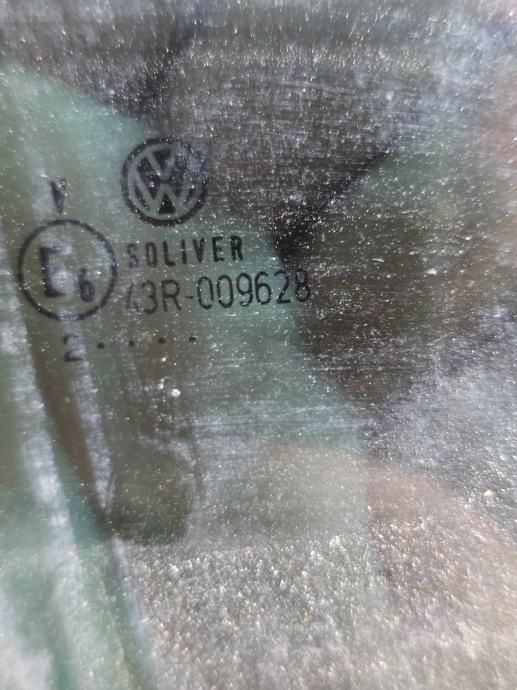 V
E6
SOLIVER
43R-009628
2 · · · ·